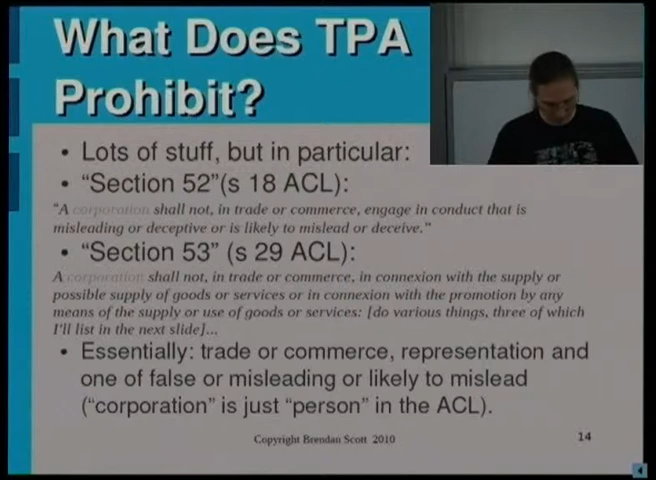 What Does TPA
Prohibit?
• Lots of stuff, but in particular:
• “Section 52”(s 18 ACL):
“A corporation shall not, in trade or commerce, engage in conduct that is
misleading or deceptive or is likely to mislead or deceive.”
• “Section 53” (s 29 ACL):
A corporation shall not, in trade or commerce, in connexion with the supply or
possible supply of goods or services or in connexion with the promotion by any
means of the supply or use of goods or services: [do various things, three of which
I'll list in the next slide]...
• Essentially: trade or commerce, representation and
one of false or misleading or likely to mislead
(“corporation” is just “person” in the ACL).
Copyright Brendan Scott 2010
14